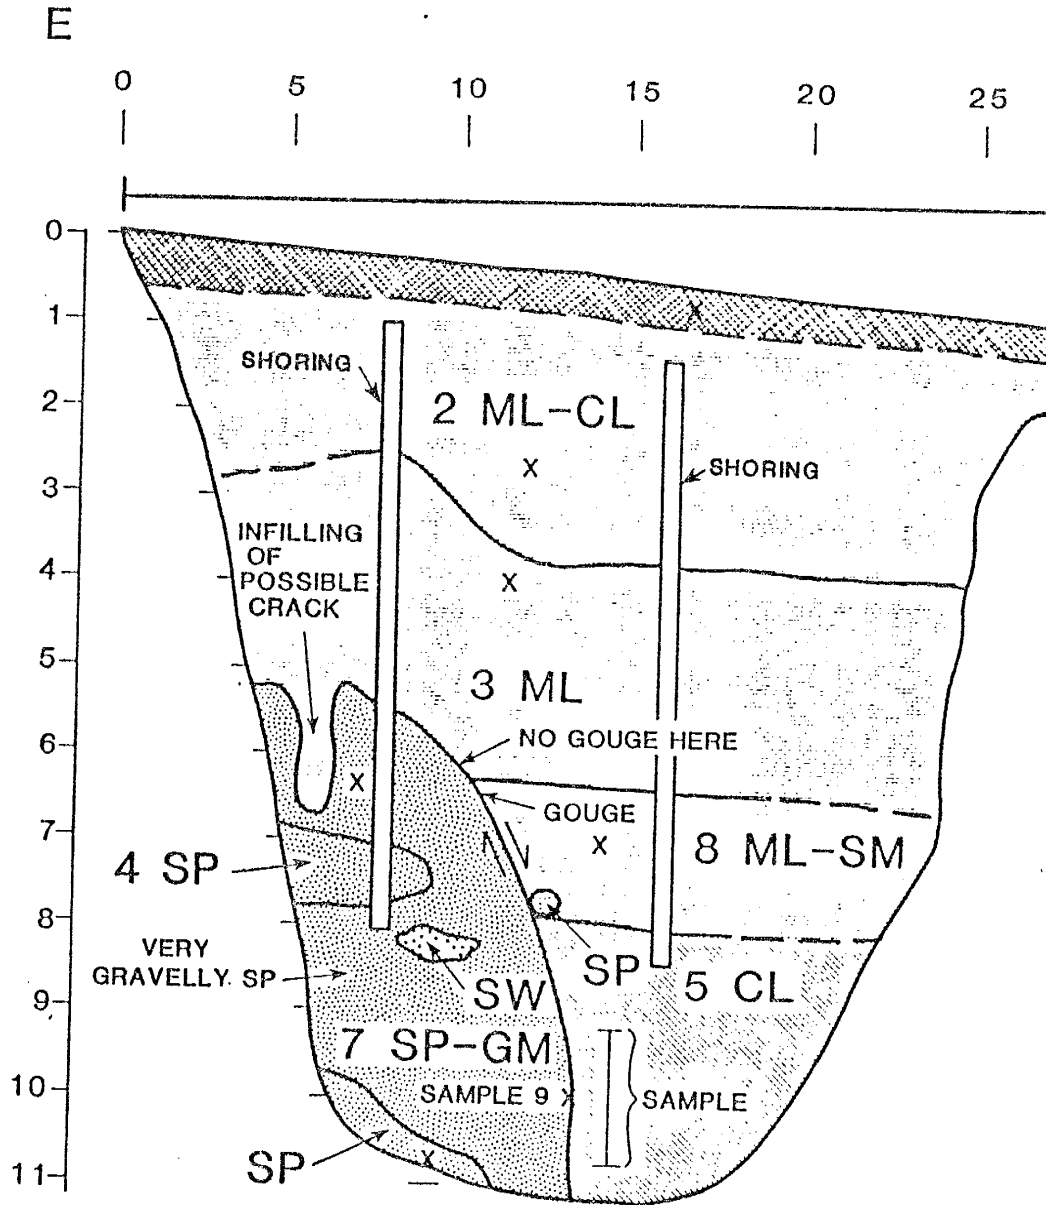 E
0 5 10 15 20 25
0
1
SHORING
2
2 ML-CL
SHORING
3
INFILLING
OF
POSSIBLE
CRACK
4
5
3 ML
NO GOUGE HERE
6
GOUGE
7
8 ML-SM
4 SP
8
VERY
GRAVELLY SP
SP
SW
5 CL
9
7 SP-GM
SAMPLE 9
SAMPLE
10
SP
11
X
X
X
X
X
X
X